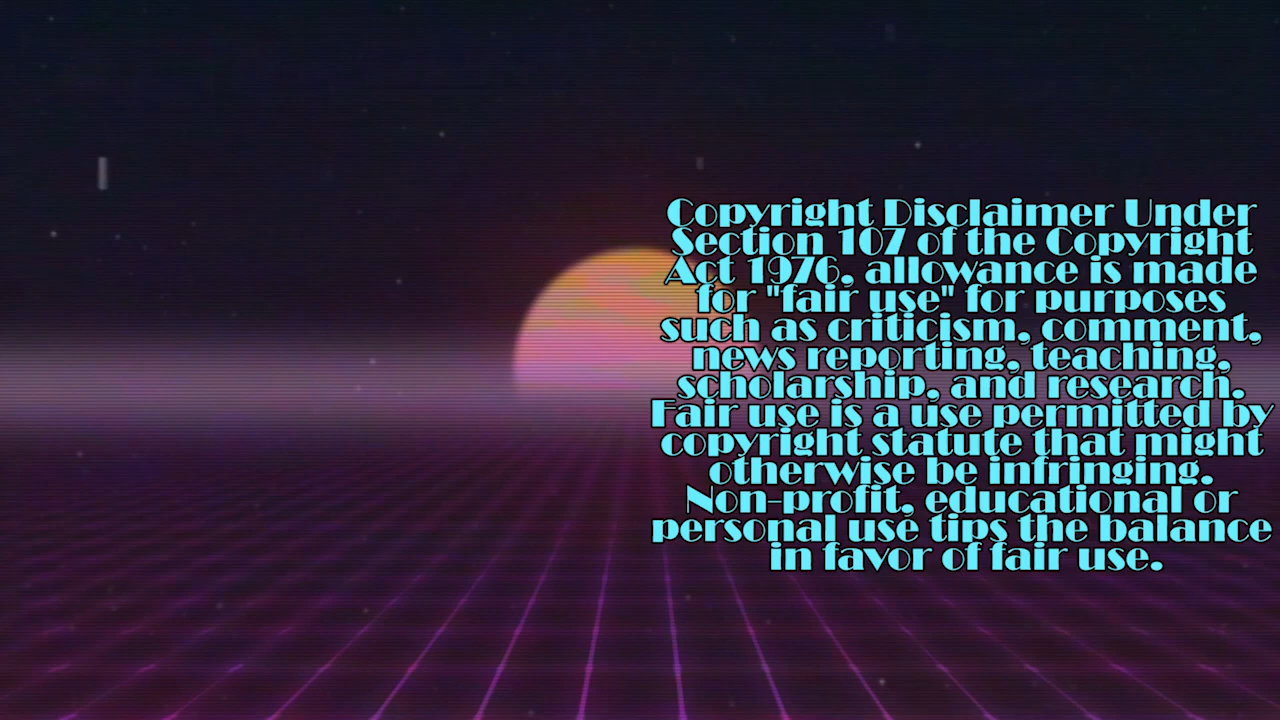 Copyright Disclaimer Under
Section 107 of the Copyright
Act 1976, allowance is made
for "fair use" for purposes
such as criticism, comment,
news reporting, teaching,
scholarship, and research.
Fair use is a use permitted by
copyright statute that might
otherwise be infringing.
Non-profit, educational or
personal use tips the balance
in favor of fair use.